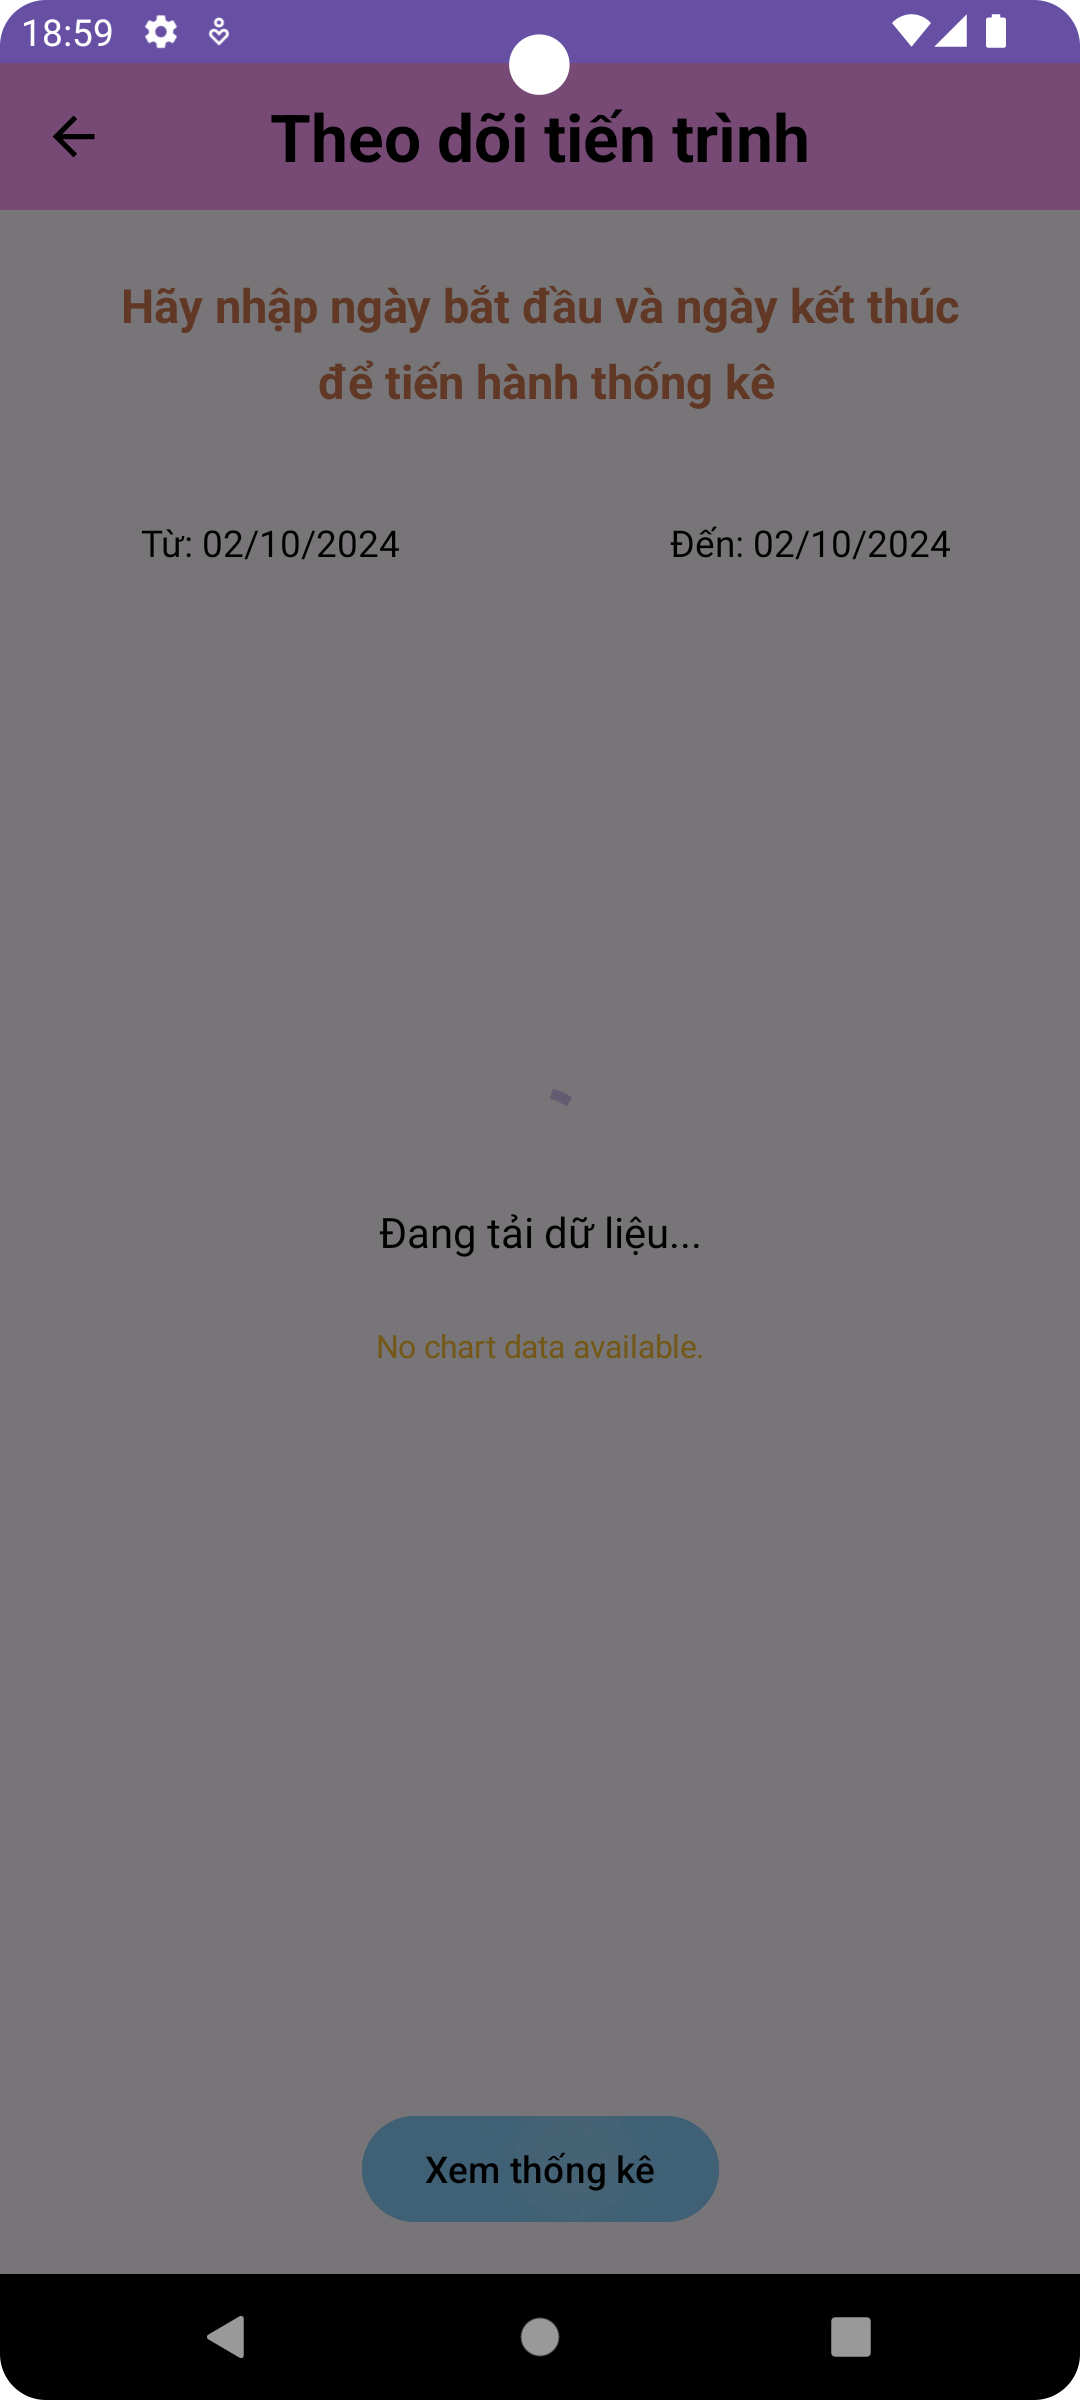 18:59
Theo dõi tiến trình
Hãy nhập ngày bắt đầu và ngày kết thúc
để tiến hành thống kê
Từ: 02/10/2024
Đến: 02/10/2024
Đang tải dữ liệu...
No chart data available.
Xem thống kê